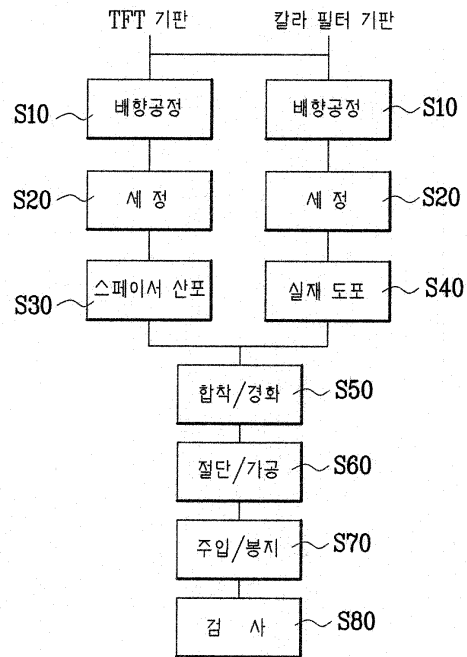 TFT 기판 칼라 필터 기판
S10 배향공정 배향공정 S10
S20 세 정 세 정 S20
S30 스페이서 산포 실재 도포 S40
합착/경화 S50
절단/가공 S60
주입/봉지 S70
검 사 S80